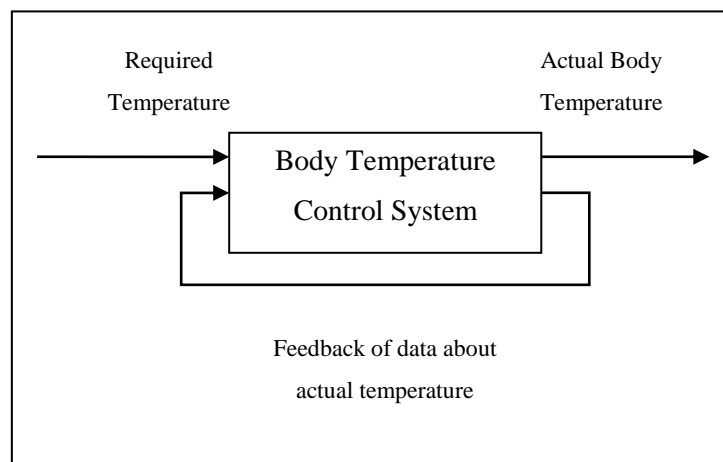 Required
Temperature
Actual Body
Temperature
Body Temperature
Control System
Feedback of data about
actual temperature